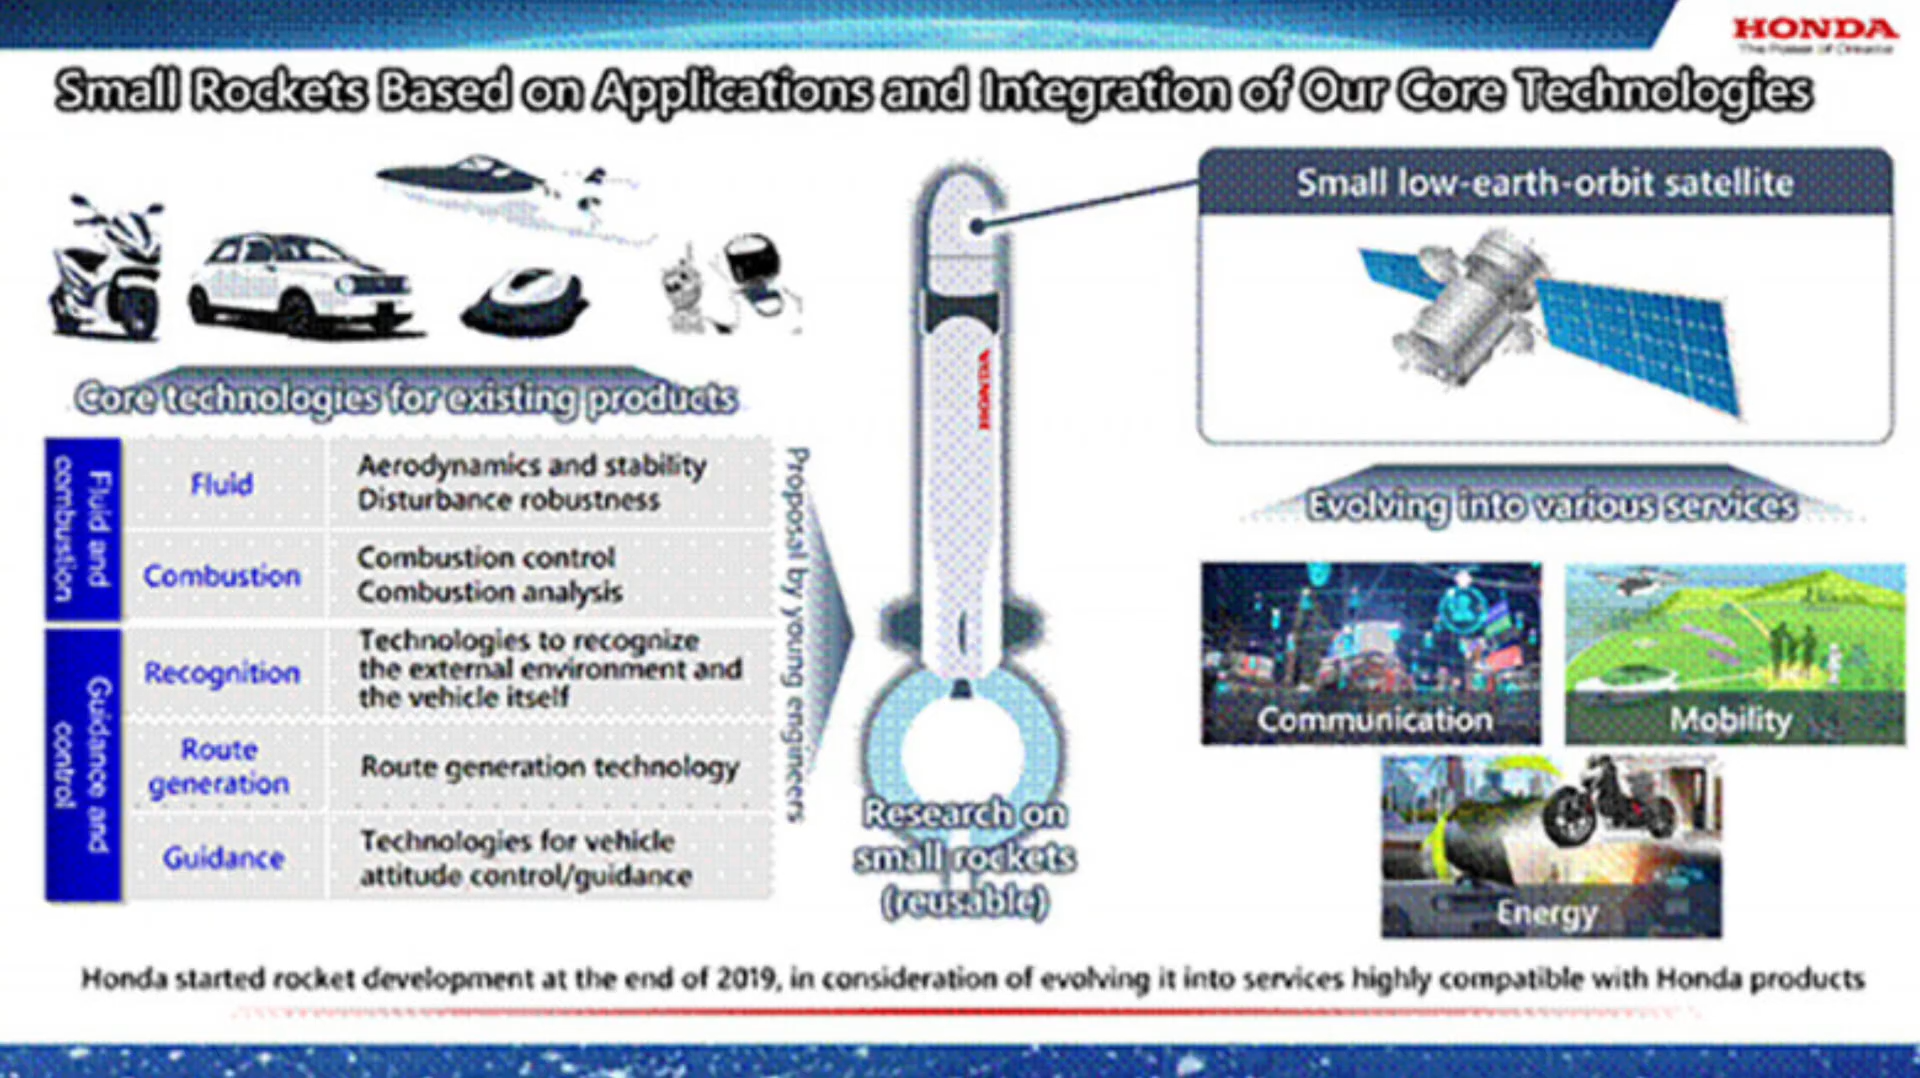 HONDA
The Power of Dreams
Small Rockets Based on Applications and Integration of Our Core Technologies
Core technologies for existing products
Fluid and combustion
Fluid
Aerodynamics and stability
Disturbance robustness
Combustion
Combustion control
Combustion analysis
Guidance and control
Recognition
Technologies to recognize
the external environment and
the vehicle itself
Route
generation
Route generation technology
Guidance
Technologies for vehicle
attitude control/guidance
Proposal by young engineers
HONDA
Research on
small rockets
(reusable)
Small low-earth-orbit satellite
Evolving into various services
Communication
Mobility
Energy
Honda started rocket development at the end of 2019, in consideration of evolving it into services highly compatible with Honda products